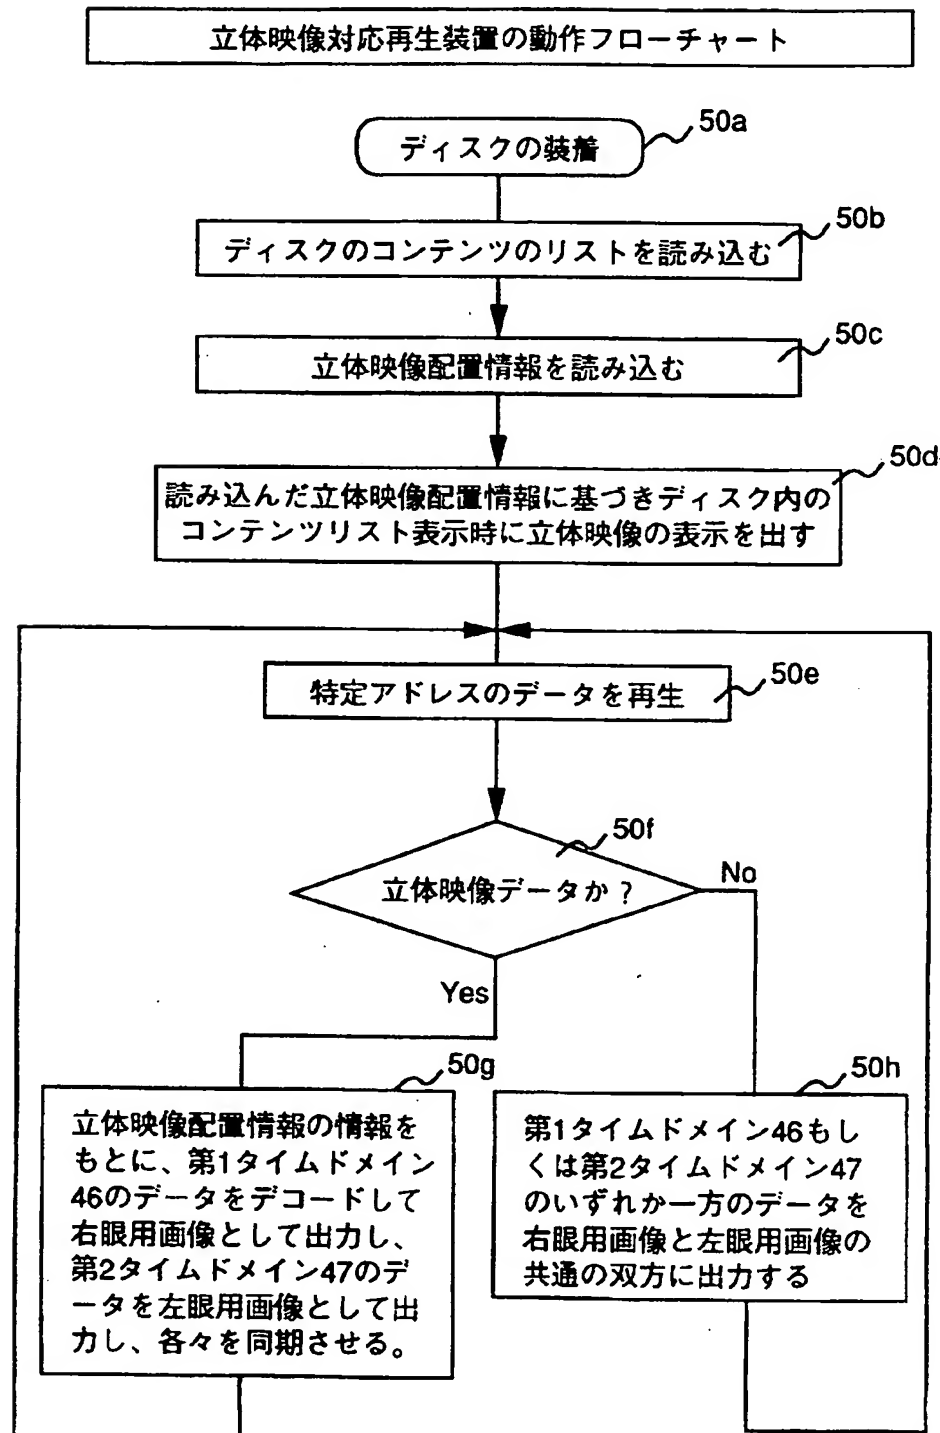 立体映像対応再生装置の動作フローチャート
ディスクの装着
50a
ディスクのコンテンツのリストを読み込む
50b
立体映像配置情報を読み込む
50c
読み込んだ立体映像配置情報に基づきディスク内の
コンテンツリスト表示時に立体映像の表示を出す
50d
特定アドレスのデータを再生
50e
立体映像データか？
50f
No
Yes
50g
立体映像配置情報の情報を
もとに、第1タイムドメイン
46のデータをデコードして
右眼用画像として出力し、
第2タイムドメイン47のデ
ータを左眼用画像として出
力し、各々を同期させる。
50h
第1タイムドメイン46もし
くは第2タイムドメイン47
のいずれか一方のデータを
右眼用画像と左眼用画像の
共通の双方に出力する